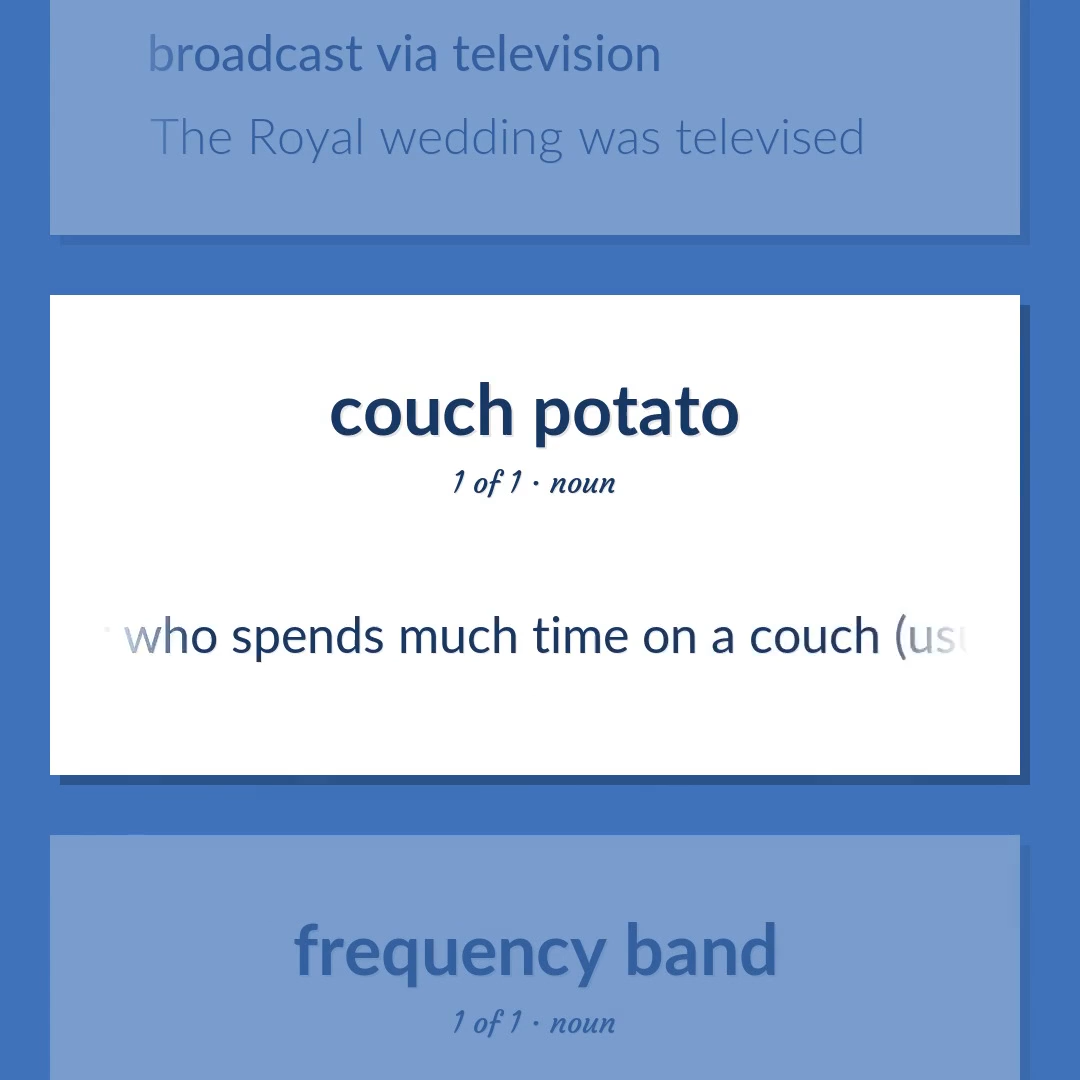 broadcast via television
The Royal wedding was televised
couch potato
1 of 1 · noun
who spends much time on a couch
frequency band
1 of 1 · noun